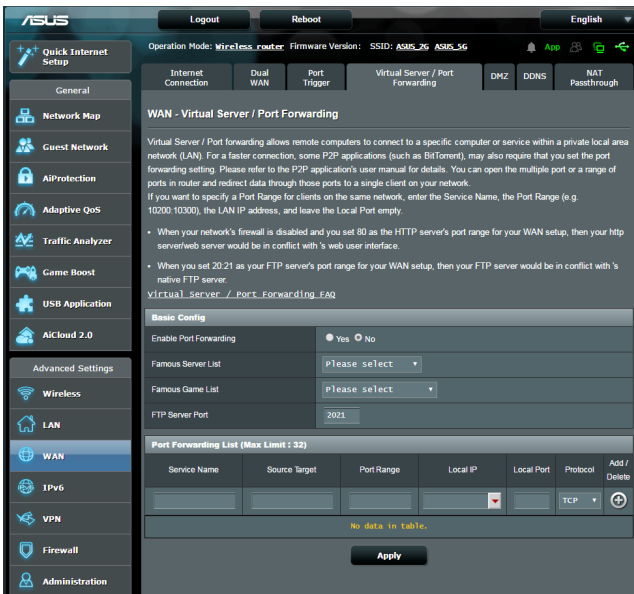 ASUS
Logout
Reboot
English
Quick Internet
Setup
Operation Mode: Wireless router Firmware Version: SSID: ASUS_2G ASUS_5G
App
General
Network Map
Guest Network
AiProtection
Adaptive QoS
Traffic Analyzer
Game Boost
USB Application
AiCloud 2.0
Advanced Settings
Wireless
LAN
WAN
IPv6
VPN
Firewall
Administration
Internet
Connection
Dual
WAN
Port
Trigger
Virtual Server / Port
Forwarding
DMZ
DDNS
NAT
Passthrough
WAN - Virtual Server / Port Forwarding
Virtual Server / Port forwarding allows remote computers to connect to a specific computer or service within a private local area
network (LAN). For a faster connection, some P2P applications (such as BitTorrent), may also require that you set the port
forwarding setting. Please refer to the P2P application's user manual for details. You can open the multiple port or a range of
ports in router and redirect data through those ports to a single client on your network.
If you want to specify a Port Range for clients on the same network, enter the Service Name, the Port Range (e.g.
10200:10300), the LAN IP address, and leave the Local Port empty.
• When your network's firewall is disabled and you set 80 as the HTTP server's port range for your WAN setup, then your http
server/web server would be in conflict with 's web user interface.
• When you set 20:21 as your FTP server's port range for your WAN setup, then your FTP server would be in conflict with 's
native FTP server.
Virtual Server / Port Forwarding FAQ
Basic Config
Enable Port Forwarding
Yes No
Famous Server List
Please select
Famous Game List
Please select
FTP Server Port
2021
Port Forwarding List (Max Limit : 32)
Service Name
Source Target
Port Range
Local IP
Local Port
Protocol
Add /
Delete
TCP
No data in table.
Apply